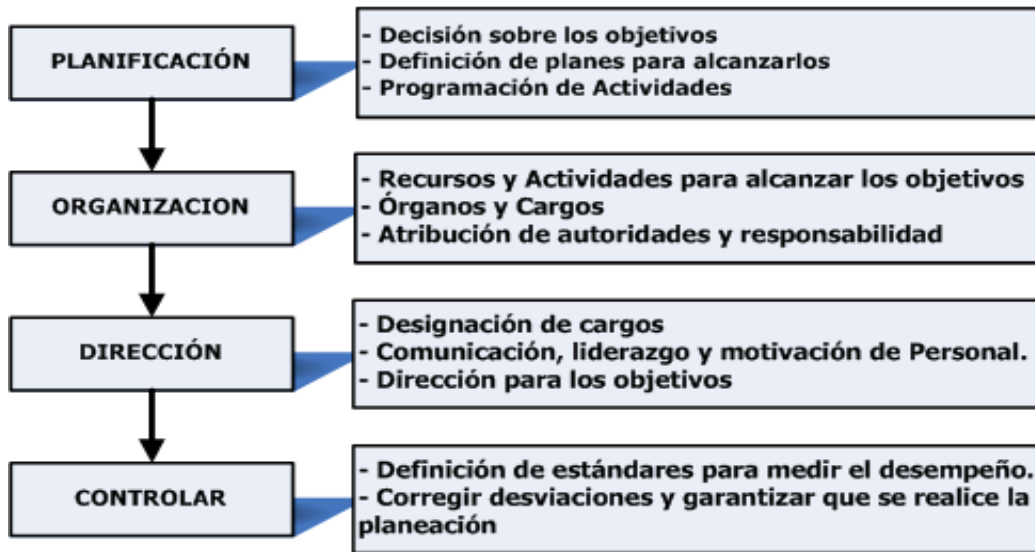 PLANIFICACIÓN
- Decisión sobre los objetivos
- Definición de planes para alcanzarlos
- Programación de Actividades
ORGANIZACION
- Recursos y Actividades para alcanzar los objetivos
- Órganos y Cargos
- Atribución de autoridades y responsabilidad
DIRECCIÓN
- Designación de cargos
- Comunicación, liderazgo y motivación de Personal.
- Dirección para los objetivos
CONTROLAR
- Definición de estándares para medir el desempeño.
- Corregir desviaciones y garantizar que se realice la
planeación